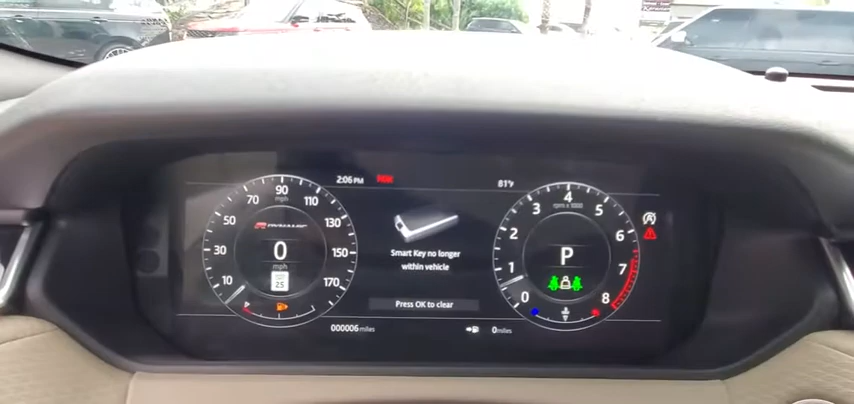 2:06 PM
PARK
81°F
90
mph
70
110
50
130
30
150
10
170
R-DYNAMIC
0
mph
25
Smart Key no longer
within vehicle
Press OK to clear
4
rpm x 1000
3
5
2
6
1
7
0
8
P
000006 miles
0 miles